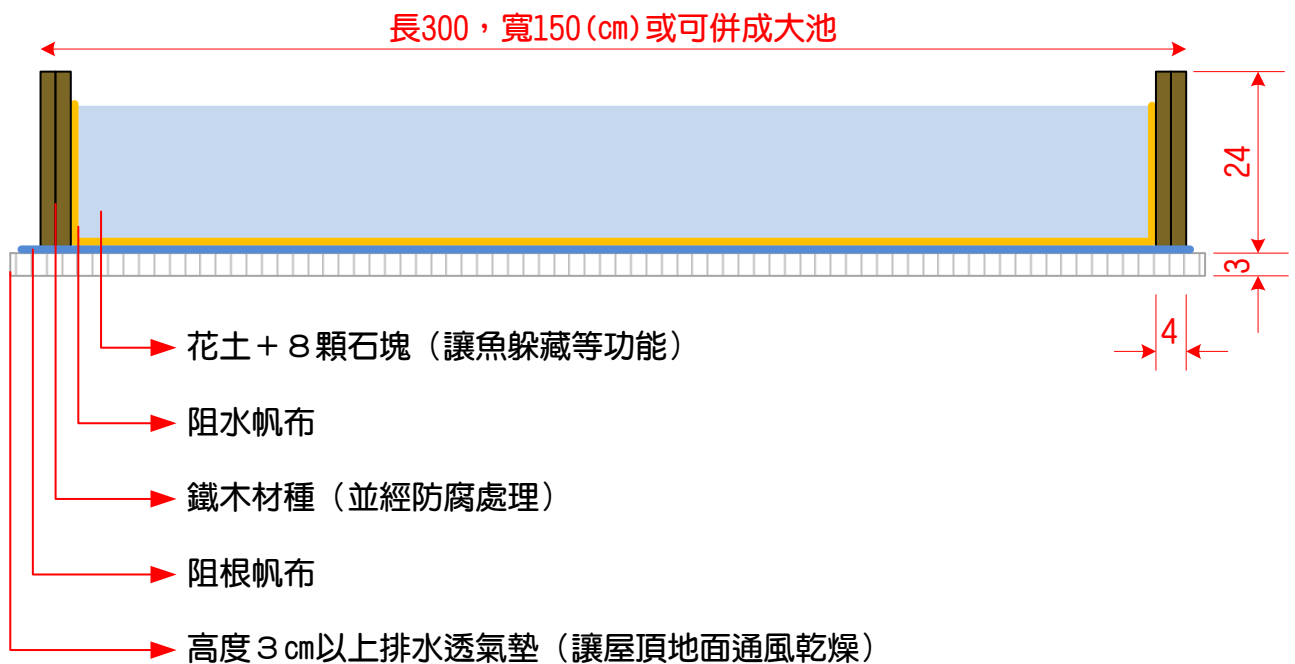 長300，寬150(cm)或可併成大池
24
3
4
花土＋８顆石塊（讓魚躲藏等功能）
阻水帆布
鐵木材種（並經防腐處理）
阻根帆布
高度３㎝以上排水透氣墊（讓屋頂地面通風乾燥）